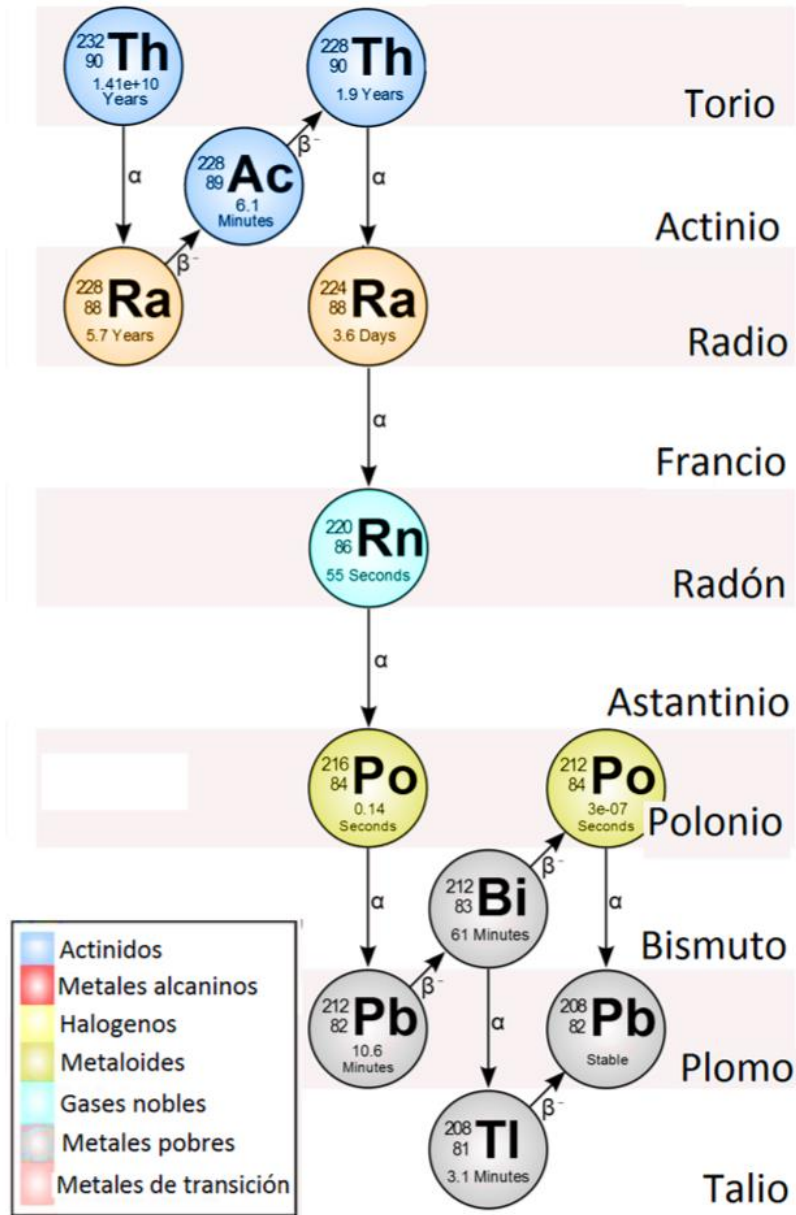 232
90 Th
1.41e+10
Years
228
90 Th
1.9 Years
Torio
α
β⁻
α
228
89 Ac
6.1
Minutes
Actinio
β⁻
228
88 Ra
5.7 Years
224
88 Ra
3.6 Days
Radio
α
Francio
220
86 Rn
55 Seconds
Radón
α
Astantinio
216
84 Po
0.14
Seconds
212
84 Po
3e-07
Seconds
Polonio
α
β⁻
α
212
83 Bi
61 Minutes
Bismuto
β⁻
212
82 Pb
10.6
Minutes
α
208
82 Pb
Stable
Plomo
β⁻
208
81 Tl
3.1 Minutes
Talio
Actinidos
Metales alcaninos
Halogenos
Metaloides
Gases nobles
Metales pobres
Metales de transición